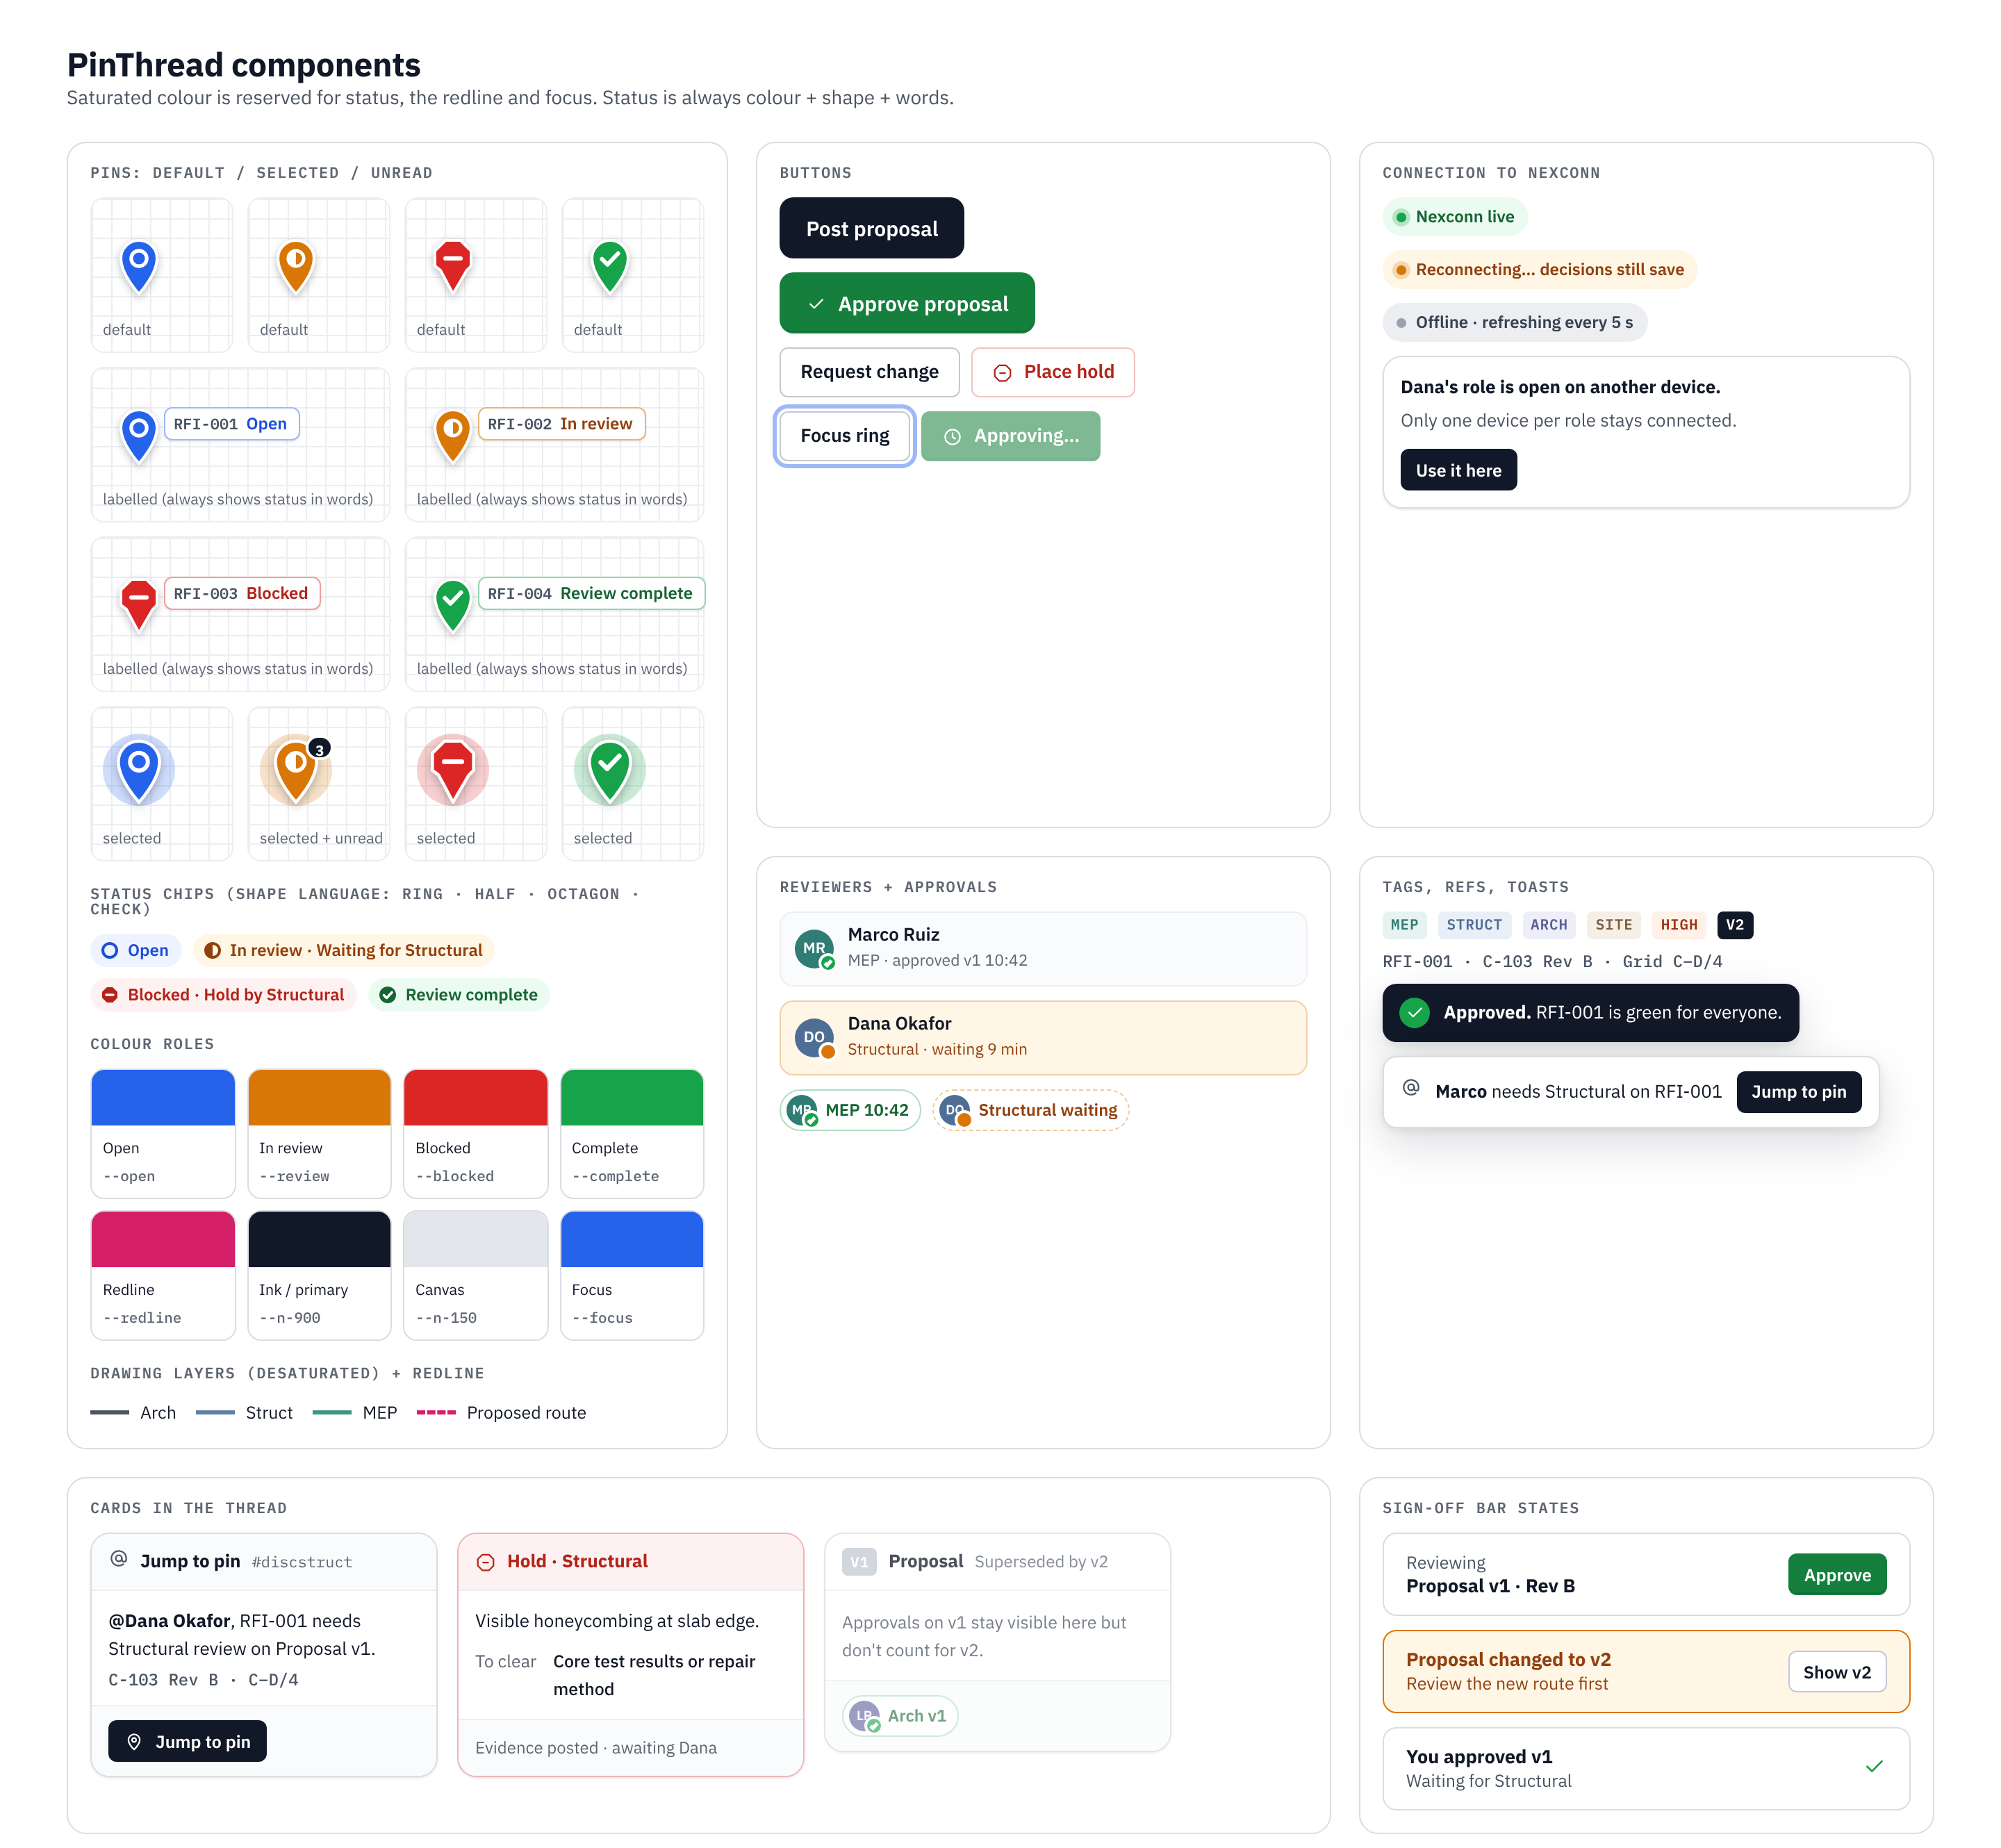 PinThread components
Saturated colour is reserved for status, the redline and focus. Status is always colour + shape + words.
PINS: DEFAULT / SELECTED / UNREAD
default
default
default
default
RFI-001 Open
labelled (always shows status in words)
RFI-002 In review
labelled (always shows status in words)
RFI-003 Blocked
labelled (always shows status in words)
RFI-004 Review complete
labelled (always shows status in words)
selected
3
selected + unread
selected
selected
STATUS CHIPS (SHAPE LANGUAGE: RING · HALF · OCTAGON ·
CHECK)
Open
In review · Waiting for Structural
Blocked · Hold by Structural
Review complete
COLOUR ROLES
Open
--open
In review
--review
Blocked
--blocked
Complete
--complete
Redline
--redline
Ink / primary
--n-900
Canvas
--n-150
Focus
--focus
DRAWING LAYERS (DESATURATED) + REDLINE
Arch
Struct
MEP
Proposed route
BUTTONS
Post proposal
Approve proposal
Request change
Place hold
Focus ring
Approving...
CONNECTION TO NEXCONN
Nexconn live
Reconnecting... decisions still save
Offline · refreshing every 5 s
Dana's role is open on another device.
Only one device per role stays connected.
Use it here
REVIEWERS + APPROVALS
MR
Marco Ruiz
MEP · approved v1 10:42
DO
Dana Okafor
Structural · waiting 9 min
MEP 10:42
Structural waiting
TAGS, REFS, TOASTS
MEP
STRUCT
ARCH
SITE
HIGH
V2
RFI-001 · C-103 Rev B · Grid C–D/4
Approved. RFI-001 is green for everyone.
@ Marco needs Structural on RFI-001
Jump to pin
CARDS IN THE THREAD
@ Jump to pin #discstruct
@Dana Okafor, RFI-001 needs
Structural review on Proposal v1.
C-103 Rev B · C–D/4
Jump to pin
Hold · Structural
Visible honeycombing at slab edge.
To clear Core test results or repair
method
Evidence posted · awaiting Dana
V1 Proposal Superseded by v2
Approvals on v1 stay visible here but
don't count for v2.
Arch v1
SIGN-OFF BAR STATES
Reviewing
Proposal v1 · Rev B
Approve
Proposal changed to v2
Review the new route first
Show v2
You approved v1
Waiting for Structural